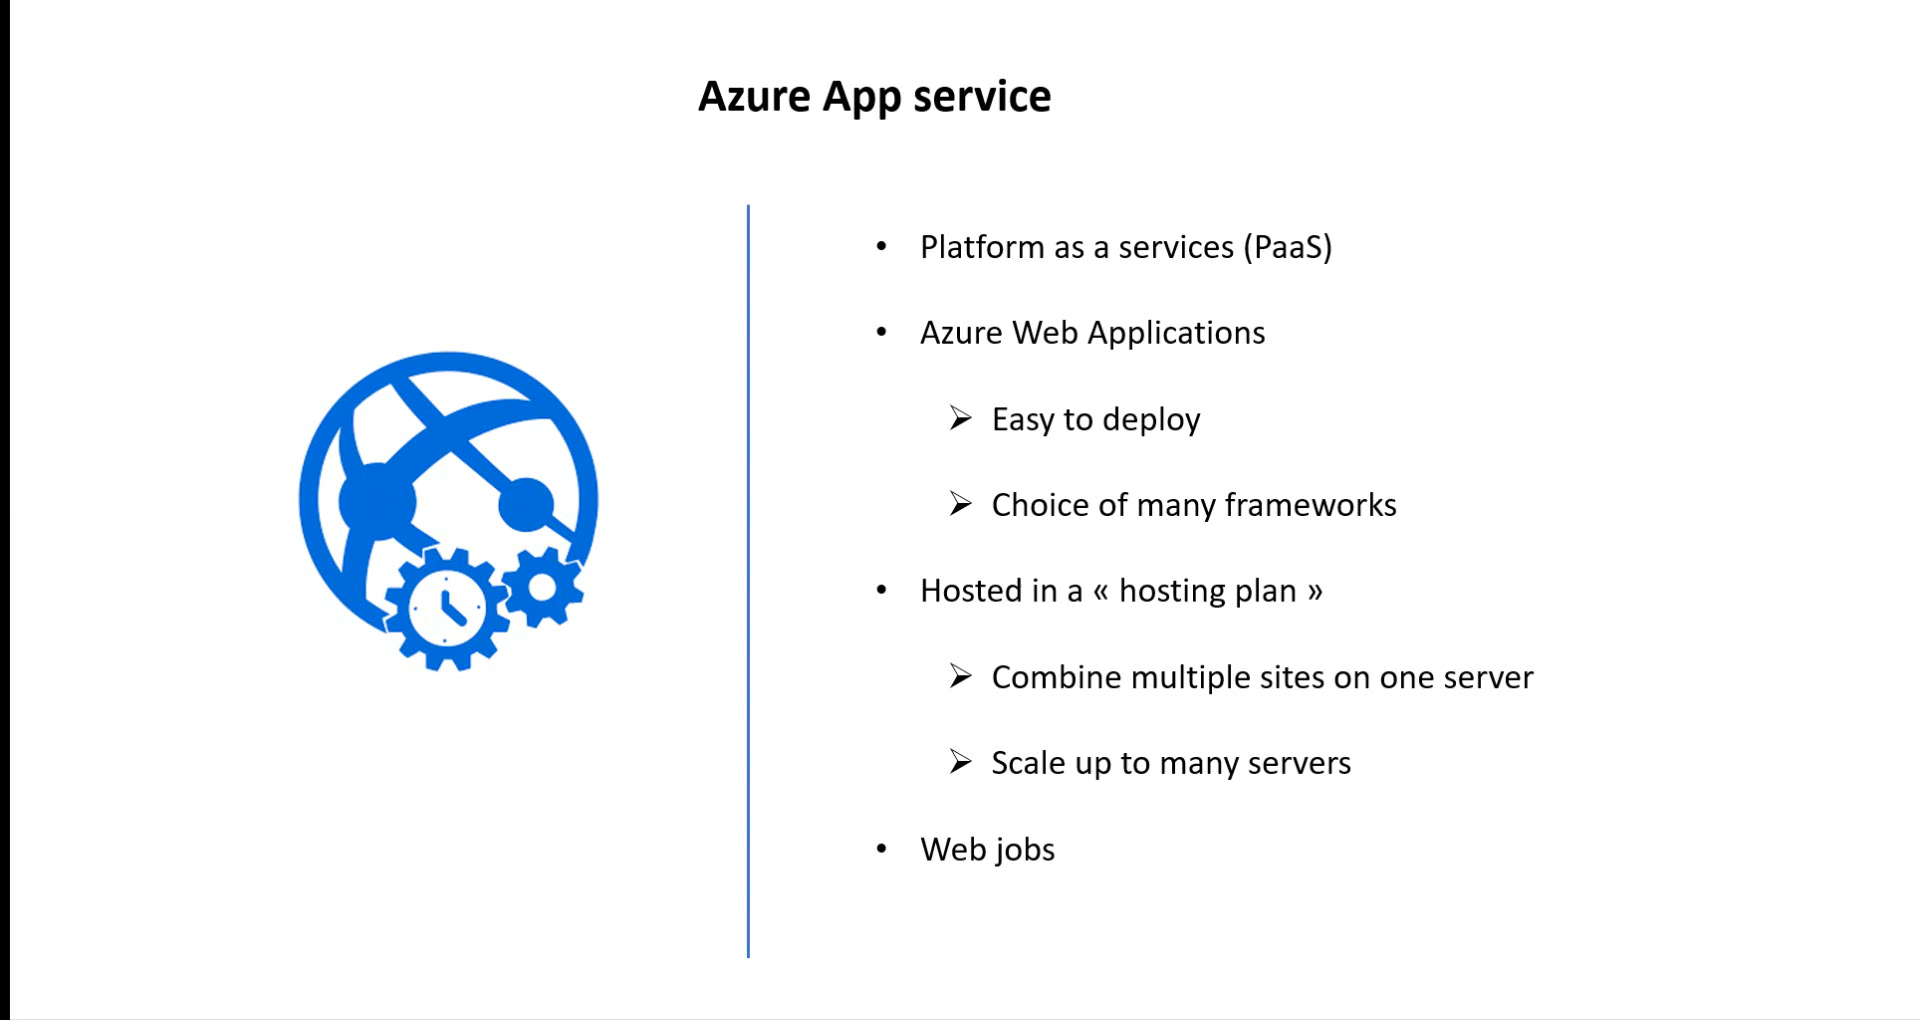 Azure App service
• Platform as a services (PaaS)
• Azure Web Applications
➢ Easy to deploy
➢ Choice of many frameworks
• Hosted in a « hosting plan »
➢ Combine multiple sites on one server
➢ Scale up to many servers
• Web jobs